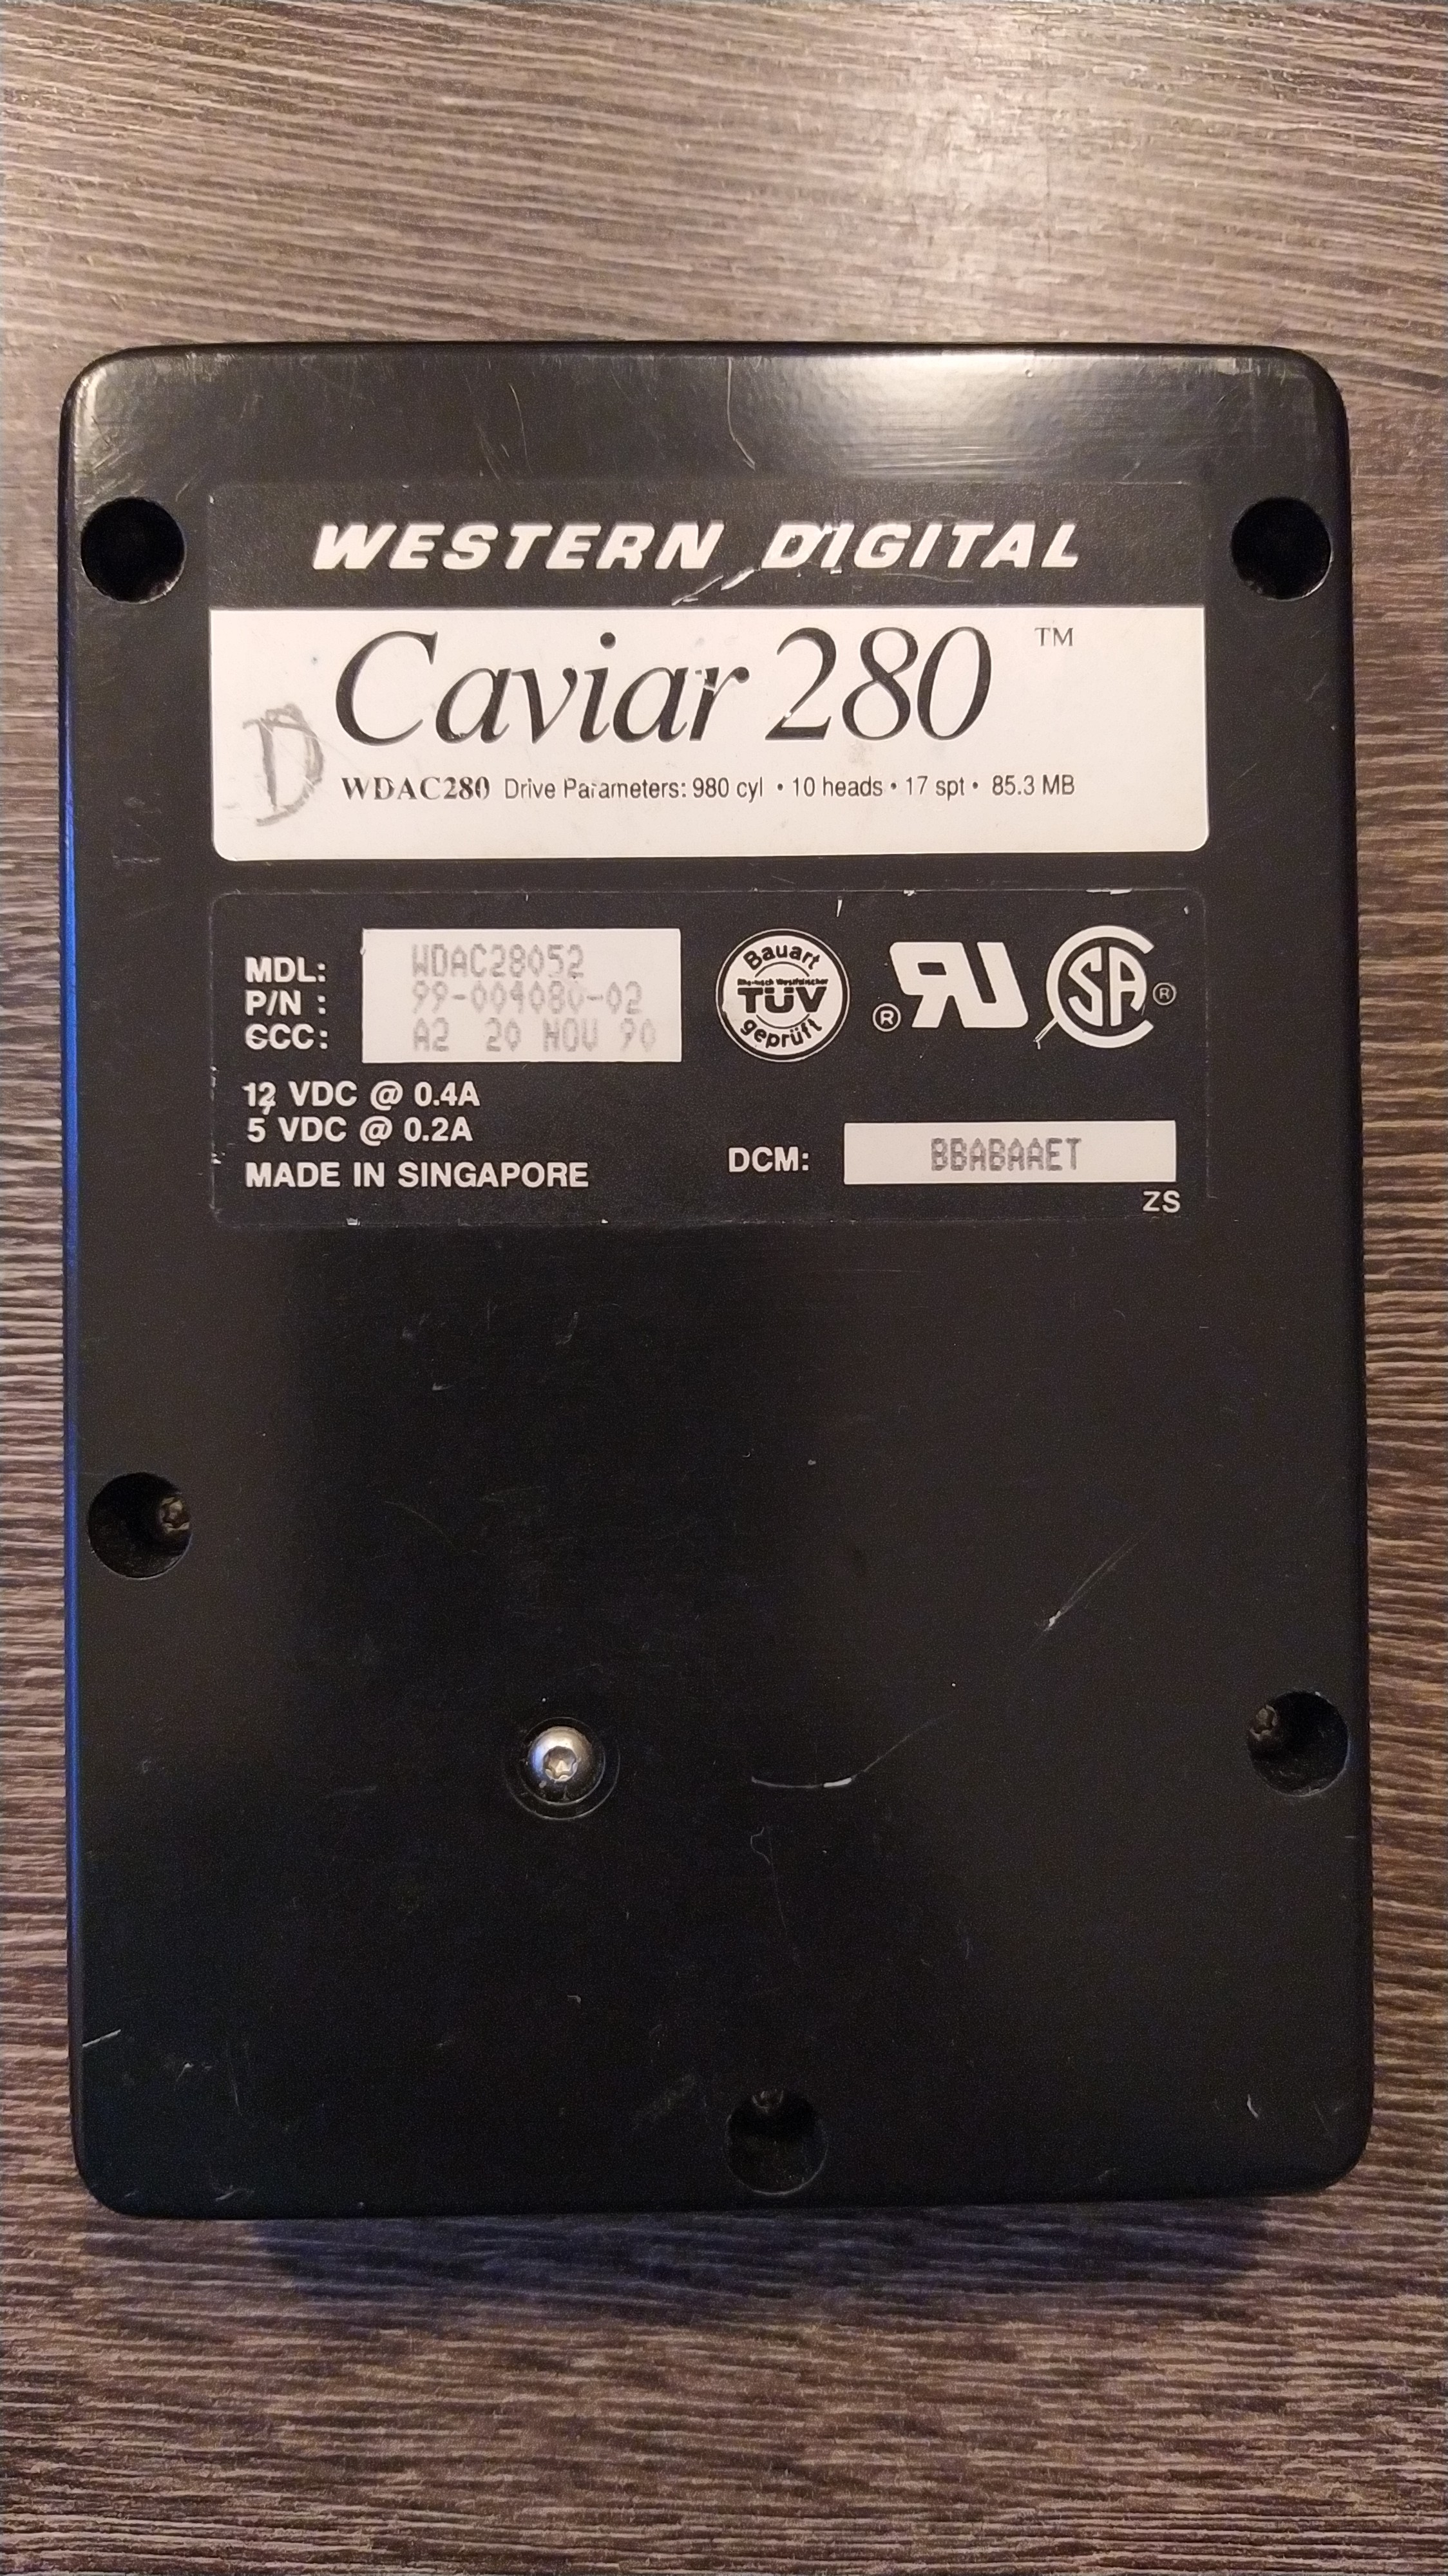 WESTERN DIGITAL
Caviar 280 ™
D
WDAC280 Drive Parameters: 980 cyl • 10 heads • 17 spt • 85.3 MB
MDL: WDAC28052
P/N : 99-004080-02
CCC: A2 20 NOV 90
Bauart
TÜV
geprüft
® RU
SA ®
12 VDC @ 0.4A
5 VDC @ 0.2A
MADE IN SINGAPORE
DCM: BBABAAET
ZS